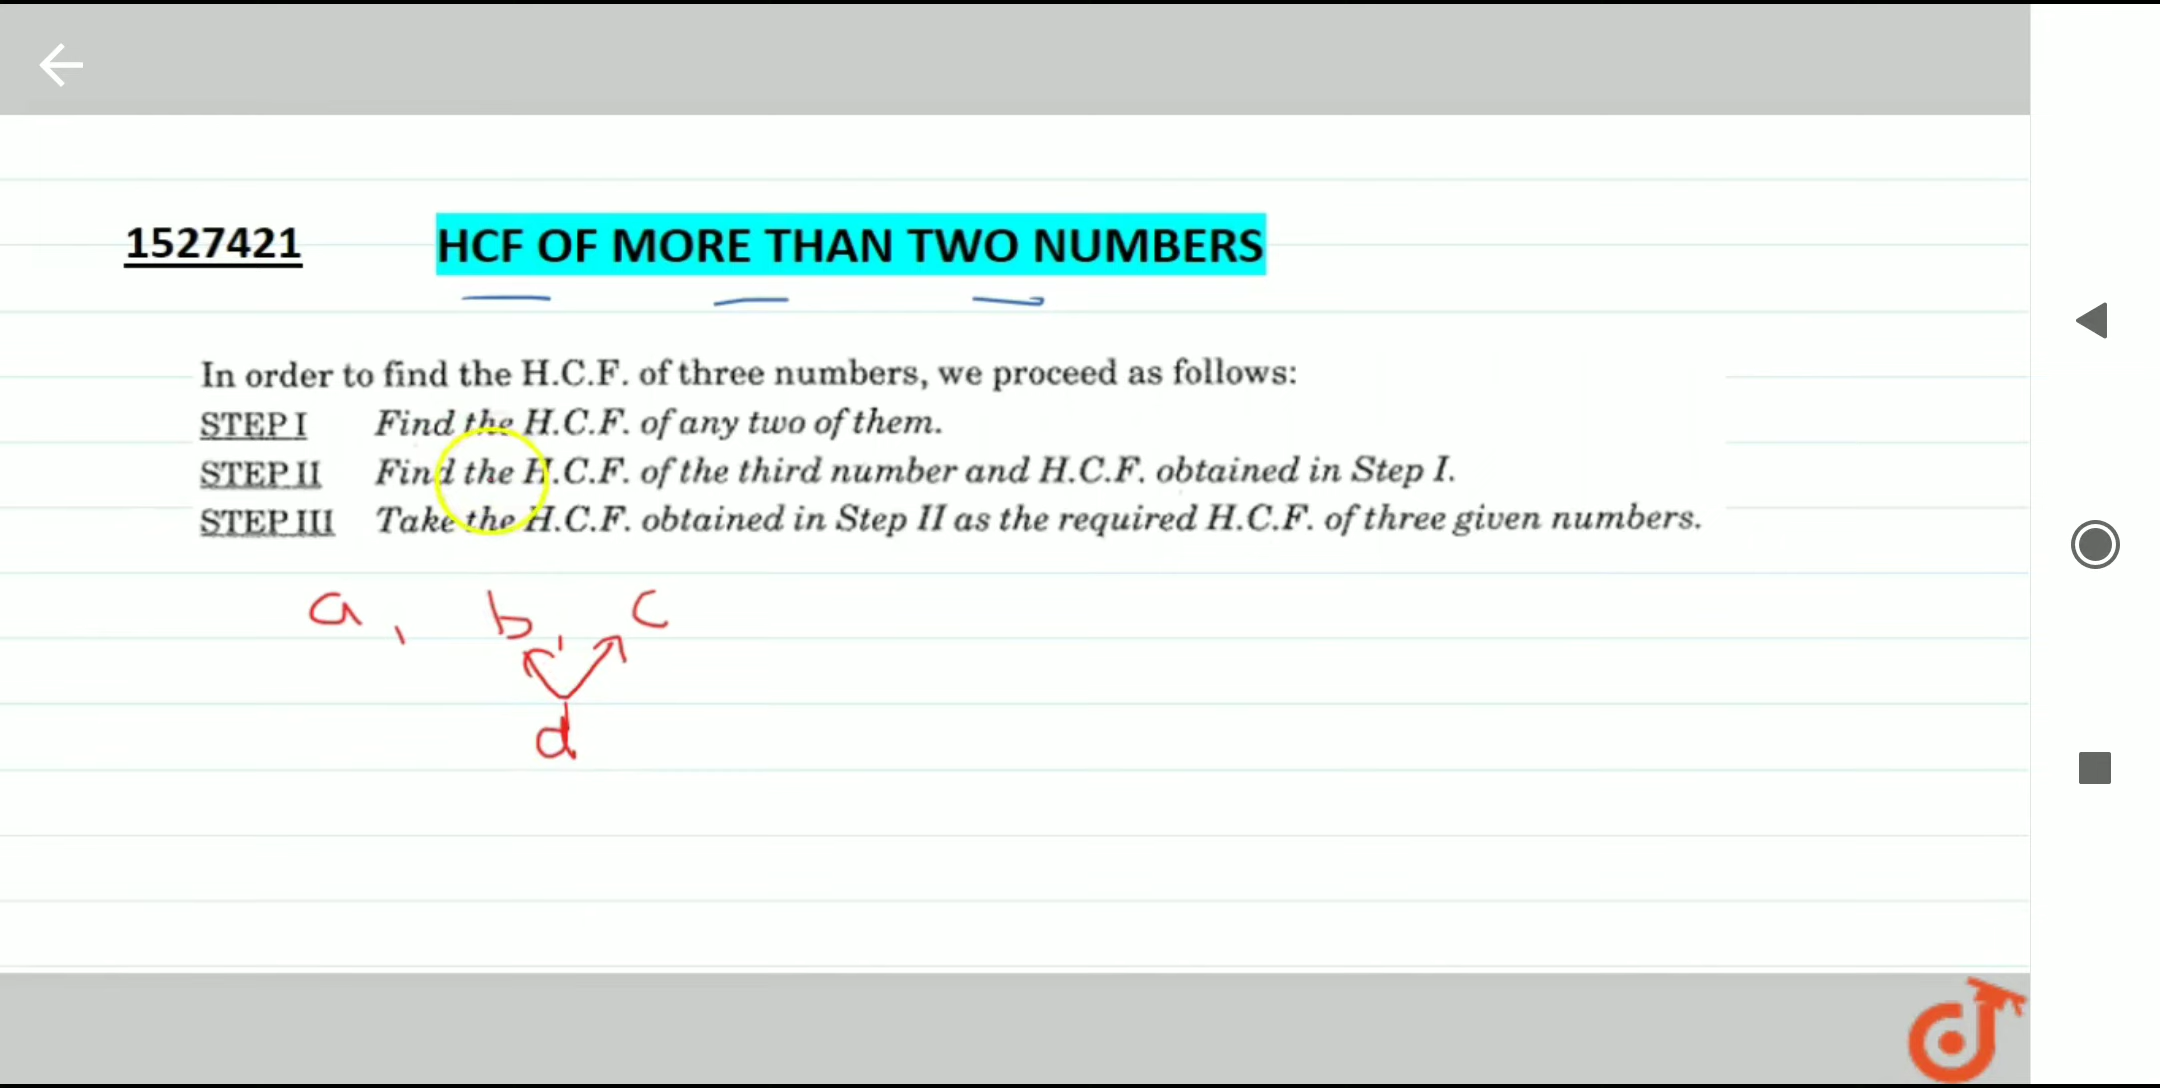 1527421 HCF OF MORE THAN TWO NUMBERS
In order to find the H.C.F. of three numbers, we proceed as follows:
STEP I Find the H.C.F. of any two of them.
STEP II Find the H.C.F. of the third number and H.C.F. obtained in Step I.
STEP III Take the H.C.F. obtained in Step II as the required H.C.F. of three given numbers.
a, b, c
d